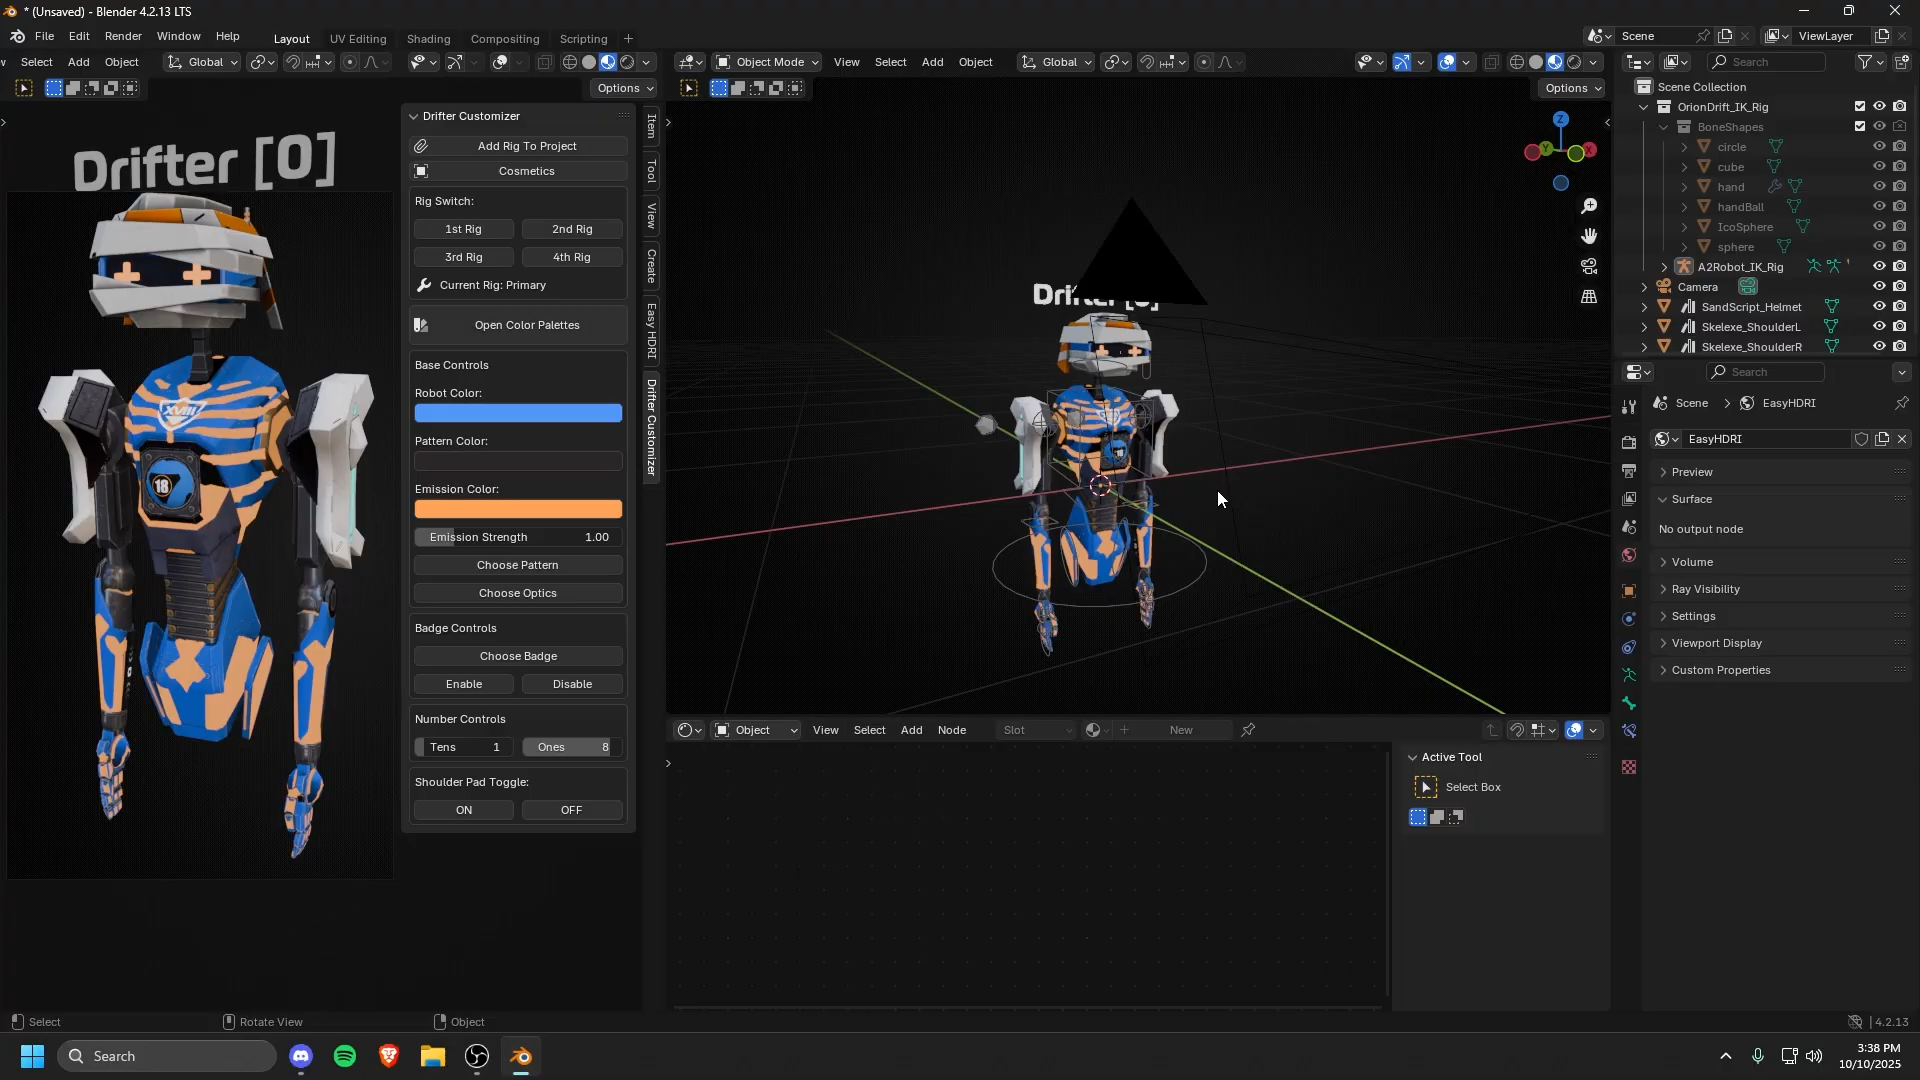 * (Unsaved) - Blender 4.2.13 LTS
File Edit Render Window Help Layout UV Editing Shading Compositing Scripting + Scene ViewLayer
Select Add Object Global Object Mode View Select Add Object Global Search
Options Options
Scene Collection
OrionDrift_IK_Rig
BoneShapes
circle
cube
hand
handBall
IcoSphere
sphere
A2Robot_IK_Rig
Camera
SandScript_Helmet
Skelexe_ShoulderL
Skelexe_ShoulderR
Drifter [0]
XVIII
18
Drifter Customizer
Add Rig To Project
Cosmetics
Rig Switch:
1st Rig 2nd Rig
3rd Rig 4th Rig
Current Rig: Primary
Open Color Palettes
Base Controls
Robot Color:
Pattern Color:
Emission Color:
Emission Strength 1.00
Choose Pattern
Choose Optics
Badge Controls
Choose Badge
Enable Disable
Number Controls
Tens 1 Ones 8
Shoulder Pad Toggle:
ON OFF
Item
Tool
View
Create
Easy HDRI
Drifter Customizer
Z
Y X
Search
Scene EasyHDRI
EasyHDRI
Preview
Surface
No output node
Volume
Ray Visibility
Settings
Viewport Display
Custom Properties
Object View Select Add Node Slot New
Active Tool
Select Box
Select Rotate View Object 4.2.13
Search
3:38 PM
10/10/2025